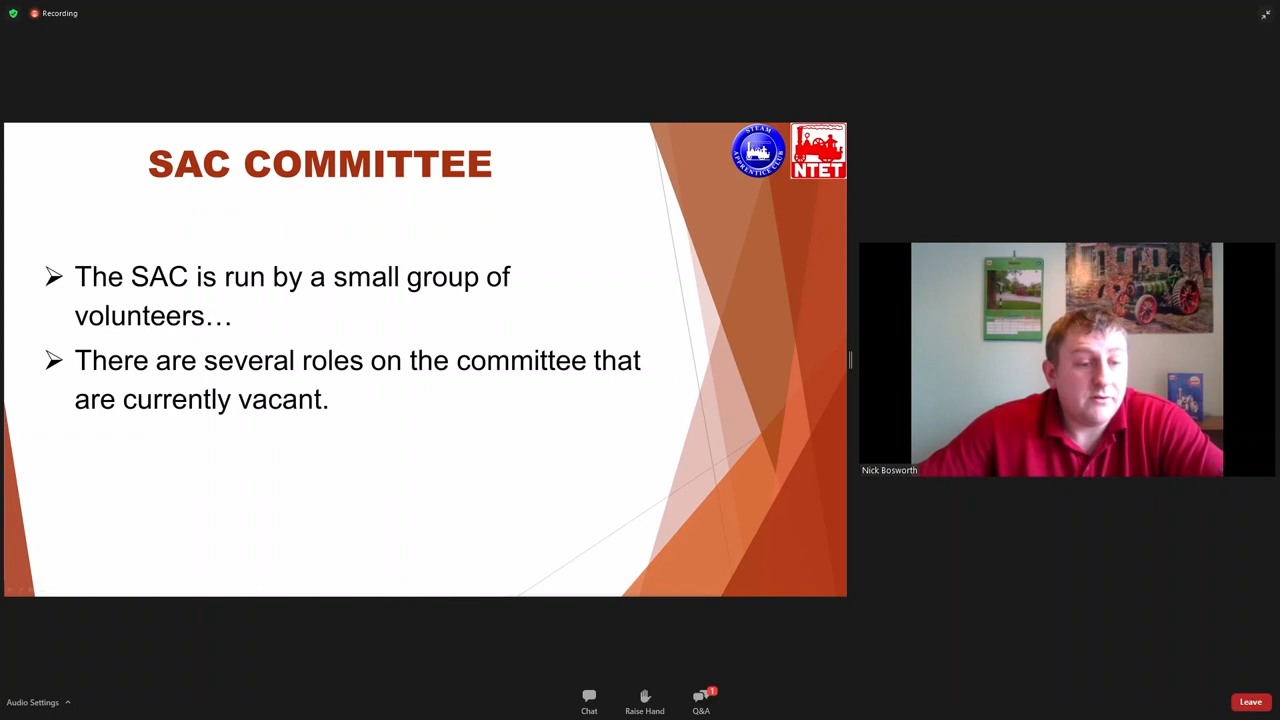 Recording
SAC COMMITTEE
STEAM
APPRENTICE CLUB
NTET
➢ The SAC is run by a small group of
volunteers…
➢ There are several roles on the committee that
are currently vacant.
Nick Bosworth
Audio Settings
Chat
Raise Hand
1
Q&A
Leave